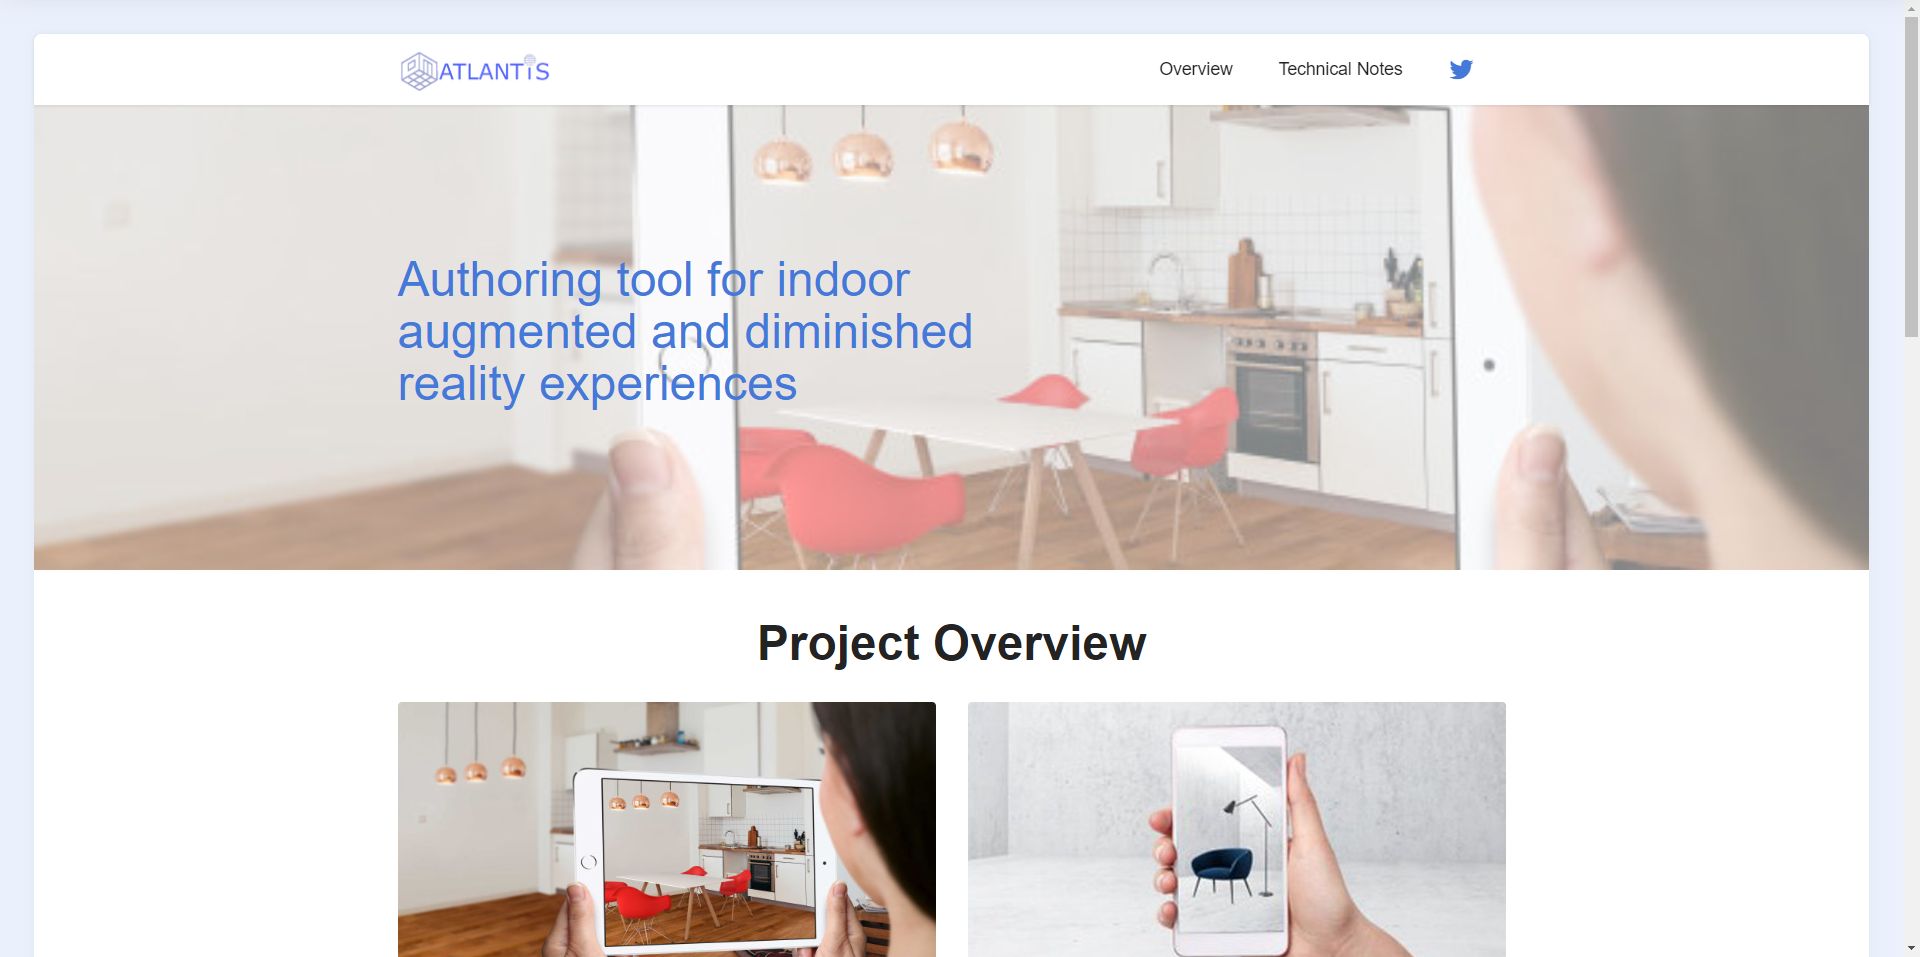 ATLANTIS
Overview
Technical Notes
Authoring tool for indoor
augmented and diminished
reality experiences
Project Overview